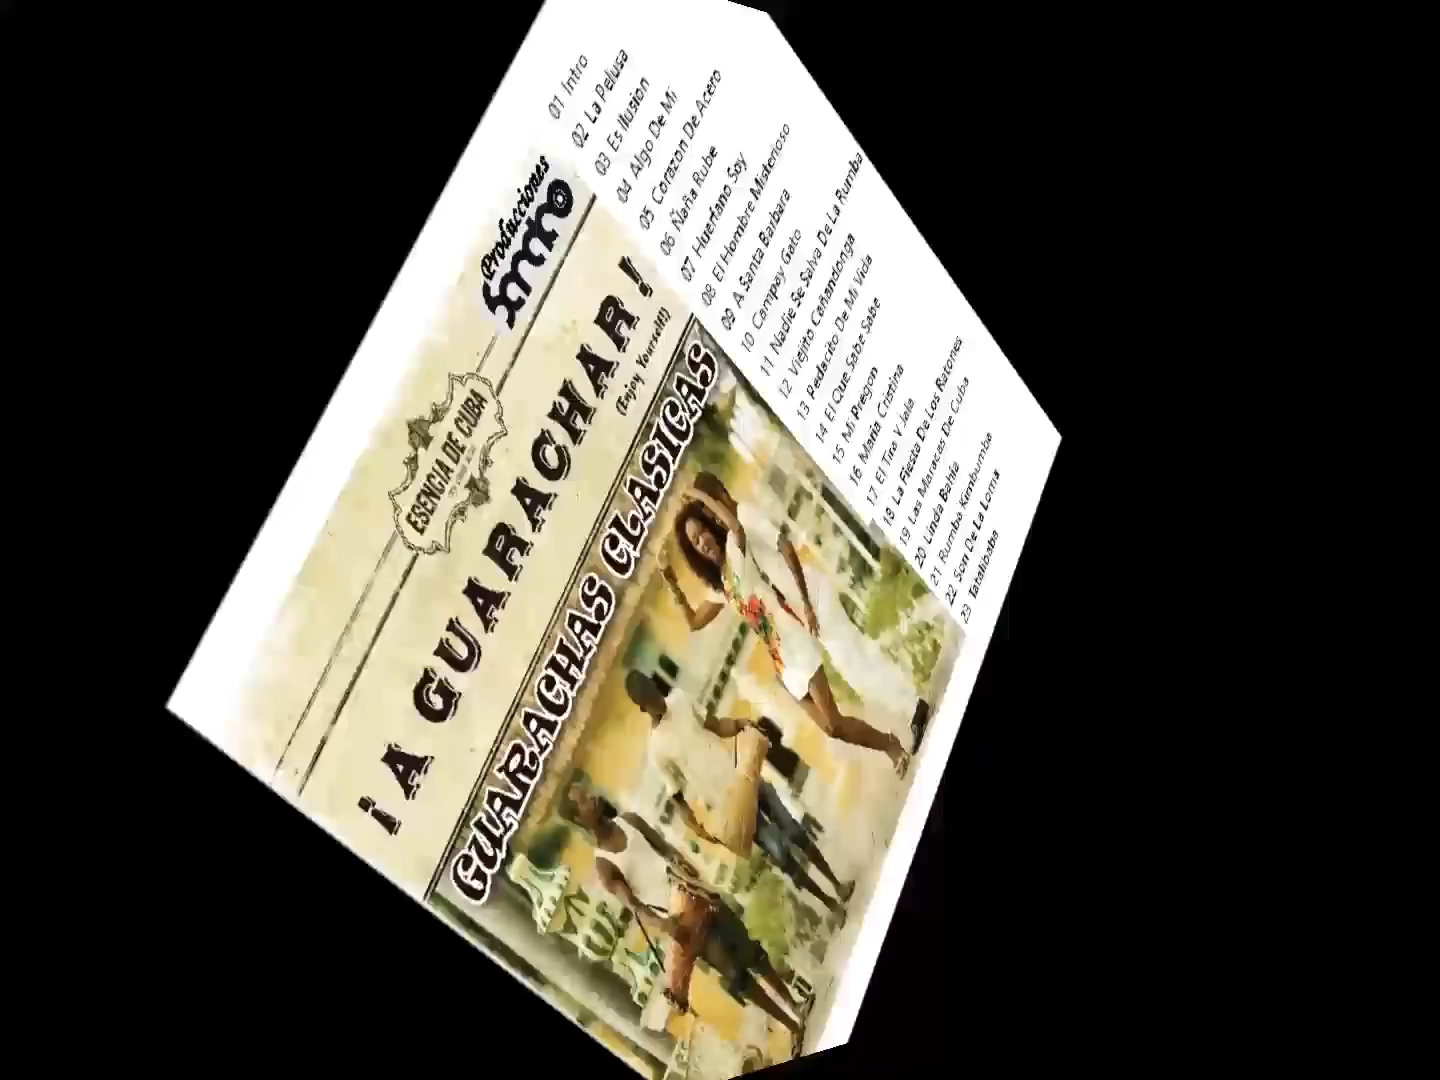 Producciones
ESENCIA DE CUBA
¡A GUARACHAR!
(Enjoy Yourself!)
GUARACHAS CLASICAS
01 Intro
02 La Pelusa
03 Es Ilusion
04 Algo De Mi
05 Corazon De Acero
06 Ñaña Rube
07 Huerfano Soy
08 El Hombre Misterioso
09 A Santa Barbara
10 Campay Gato
11 Nadie Se Salva De La Rumba
12 Viejito Cañandonga
13 Pedacito De Mi Vida
14 El Que Sabe Sabe
15 Mi Pregon
16 Maria Cristina
17 El Tira Y Jala
18 La Fiesta De Los Ratones
19 Las Maracas De Cuba
20 Linda Bahia
21 Rumba Kimbumba
22 Son De La Loma
23 Tatalibaba